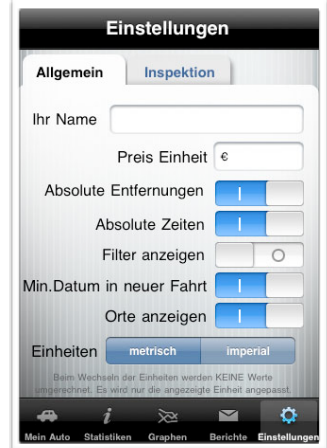 Einstellungen
Allgemein Inspektion
Ihr Name
Preis Einheit €
Absolute Entfernungen
Absolute Zeiten
Filter anzeigen
Min.Datum in neuer Fahrt
Orte anzeigen
Einheiten metrisch imperial
Beim Wechseln der Einheiten werden KEINE Werte
umgerechnet. Es wird nur die angezeigte Einheit angepasst.
Mein Auto Statistiken Graphen Berichte Einstellungen